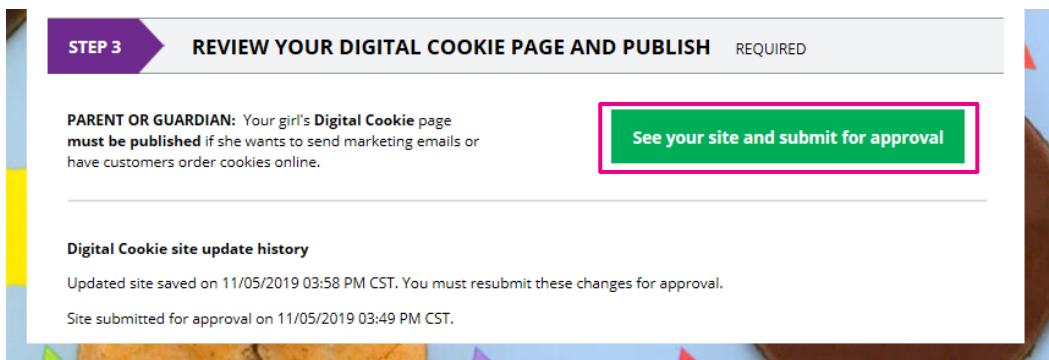 STEP 3 REVIEW YOUR DIGITAL COOKIE PAGE AND PUBLISH REQUIRED
PARENT OR GUARDIAN: Your girl's Digital Cookie page
must be published if she wants to send marketing emails or
have customers order cookies online.
See your site and submit for approval
Digital Cookie site update history
Updated site saved on 11/05/2019 03:58 PM CST. You must resubmit these changes for approval.
Site submitted for approval on 11/05/2019 03:49 PM CST.